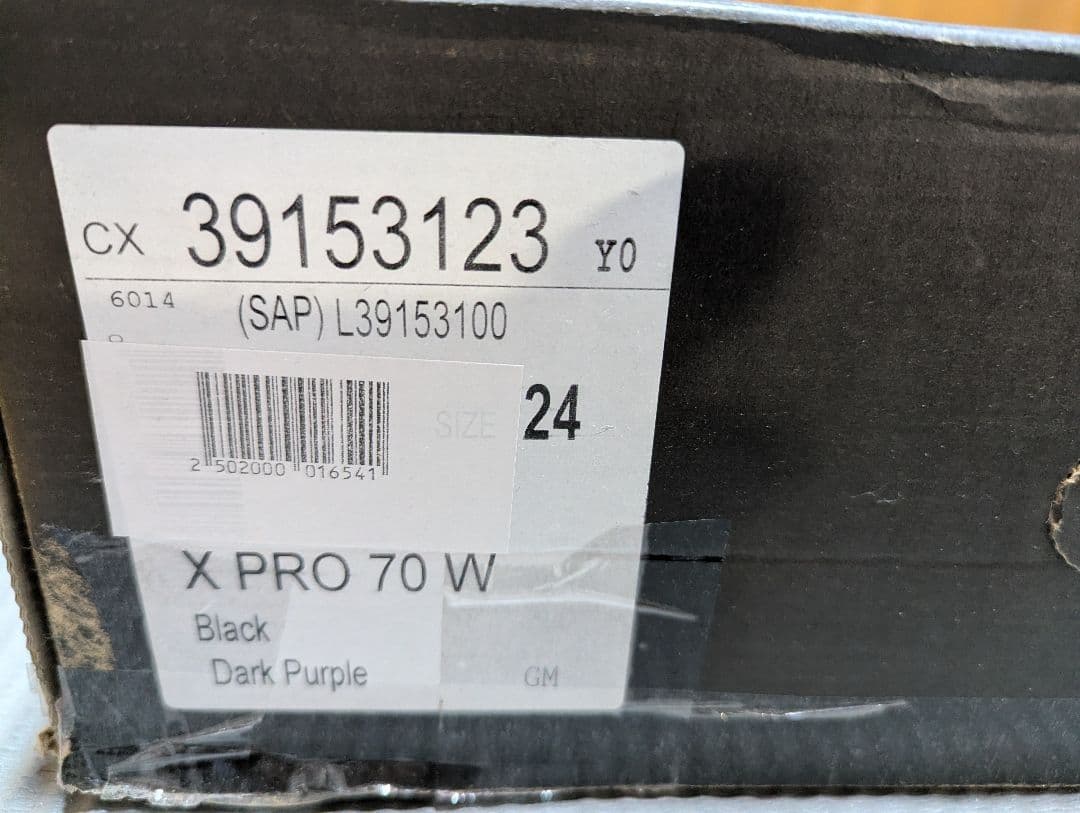 CX 39153123 Y0
6014 (SAP) L39153100
SIZE 24
2 502000 016541
X PRO 70 W
Black
Dark Purple GM